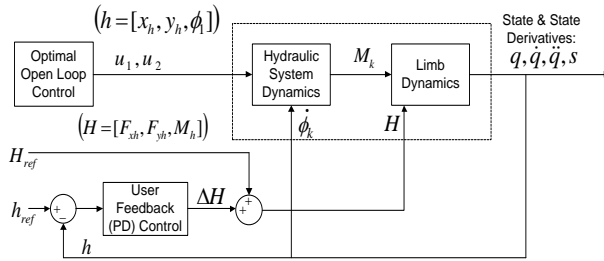 (h=[x_h, y_h, ϕ_1])
State & State
Derivatives:
q, q̇, q̈, s
Optimal
Open Loop
Control
u_1, u_2
Hydraulic
System
Dynamics
M_k
Limb
Dynamics
(H=[F_xh, F_yh, M_h])
ϕ̇_k
H
H_ref
h_ref
+
−
User
Feedback
(PD) Control
ΔH
+
+
h